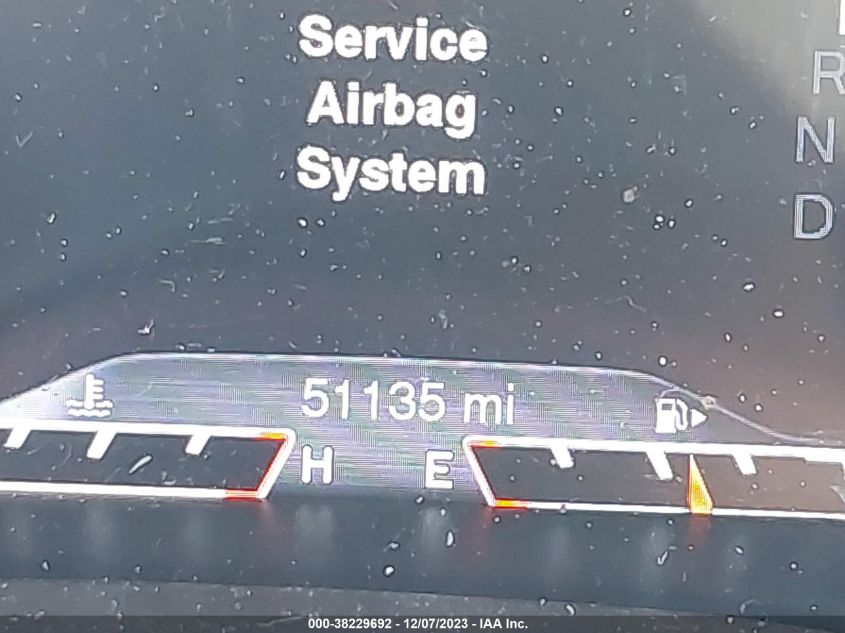 Service
Airbag
System
R
N
D
51135 mi
H
E
000-38229692 - 12/07/2023 - IAA Inc.